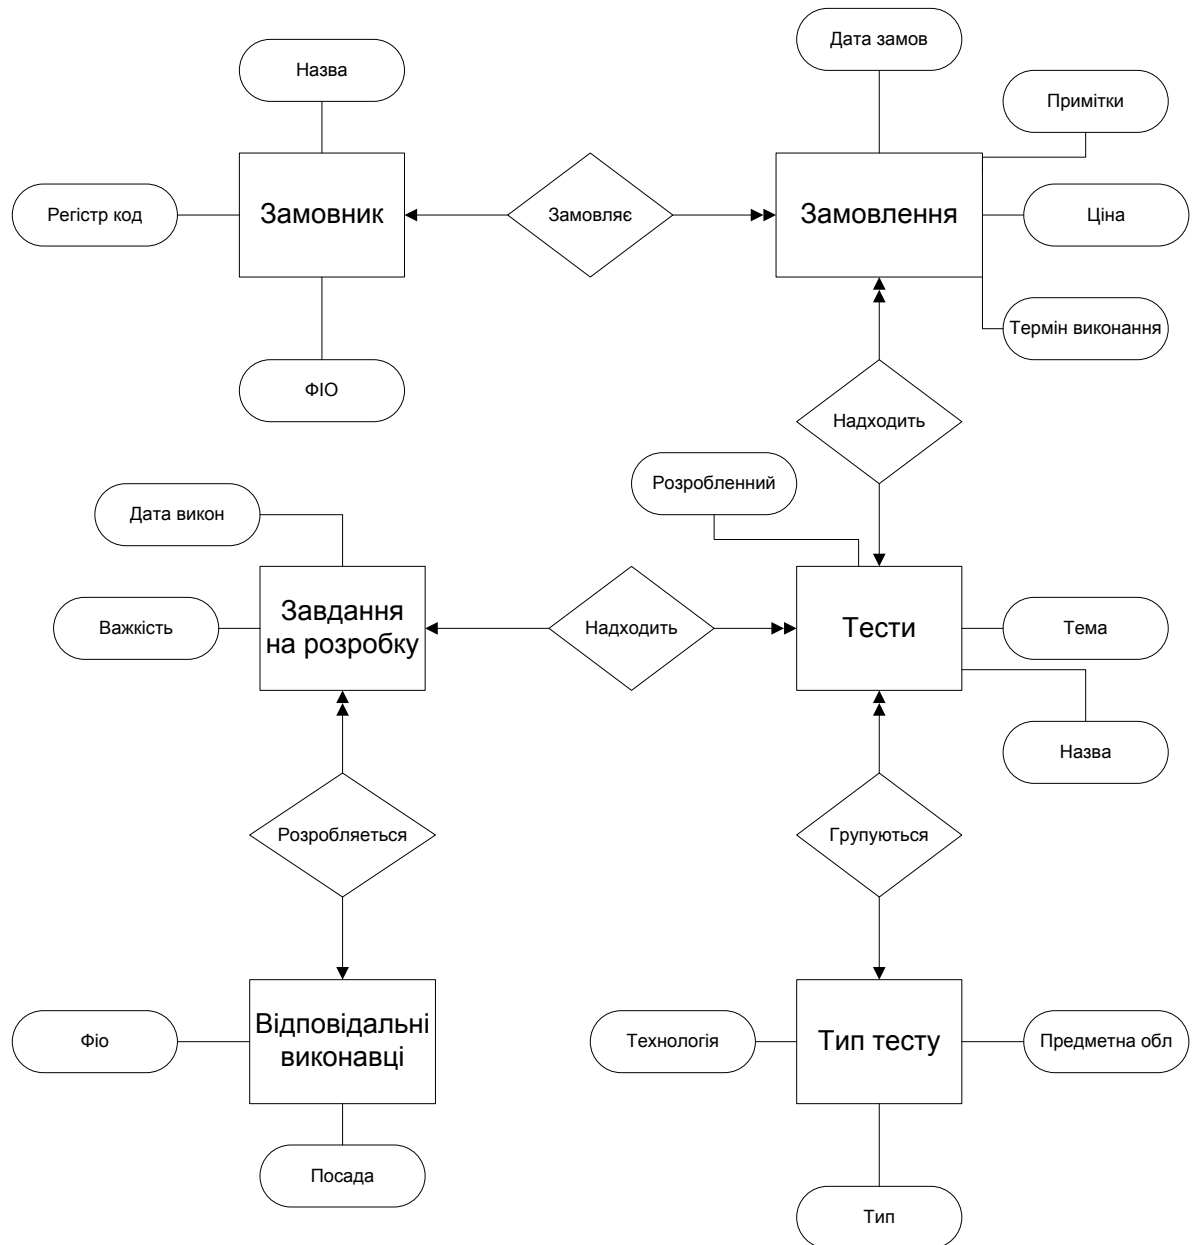 Дата замов
Назва
Примітки
Регістр код
Замовник
Замовляє
Замовлення
Ціна
Термін виконання
ФІО
Надходить
Розробленний
Дата викон
Важкість
Завдання
на розробку
Надходить
Тести
Тема
Назва
Розробляеться
Групуються
Фіо
Відповідальні
виконавці
Технологія
Тип тесту
Предметна обл
Посада
Тип